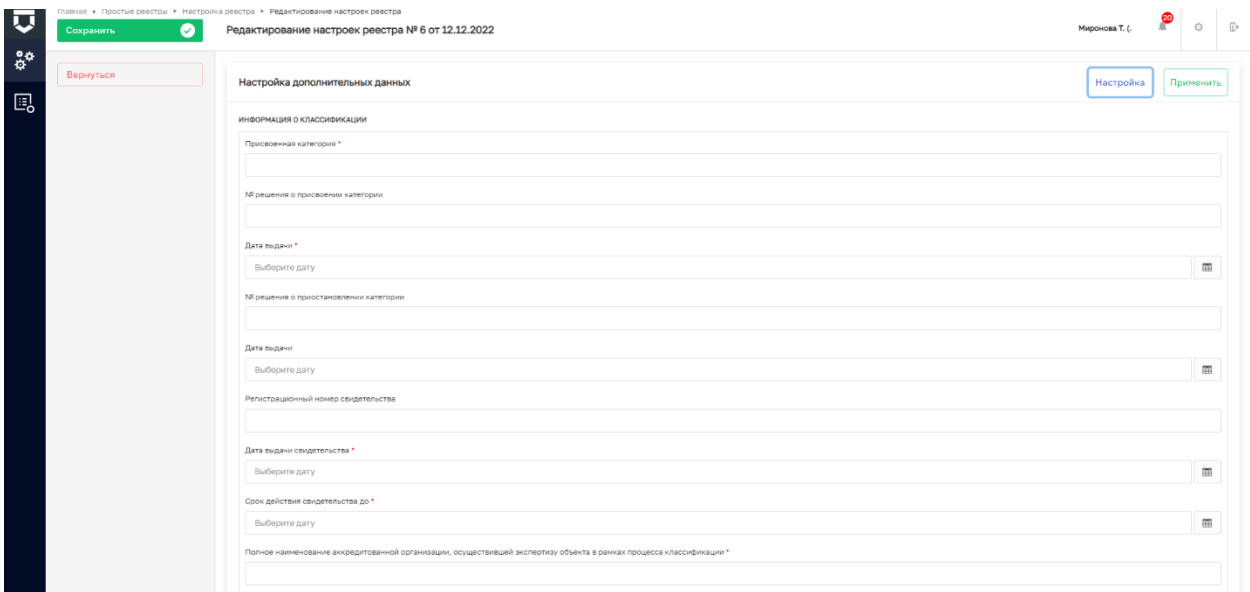 Главная ▸ Простые реестры ▸ Настройка реестра ▸ Редактирование настроек реестра
Сохранить
Редактирование настроек реестра № 6 от 12.12.2022
Миронова Т. (.
20
Вернуться
Настройка дополнительных данных
Настройка
Применить
ИНФОРМАЦИЯ О КЛАССИФИКАЦИИ
Присвоенная категория *
№ решения о присвоении категории
Дата выдачи *
Выберите дату
№ решения о приостановлении категории
Дата выдачи
Выберите дату
Регистрационный номер свидетельства
Дата выдачи свидетельства *
Выберите дату
Срок действия свидетельства до *
Выберите дату
Полное наименование аккредитованной организации, осуществившей экспертизу объекта в рамках процесса классификации *